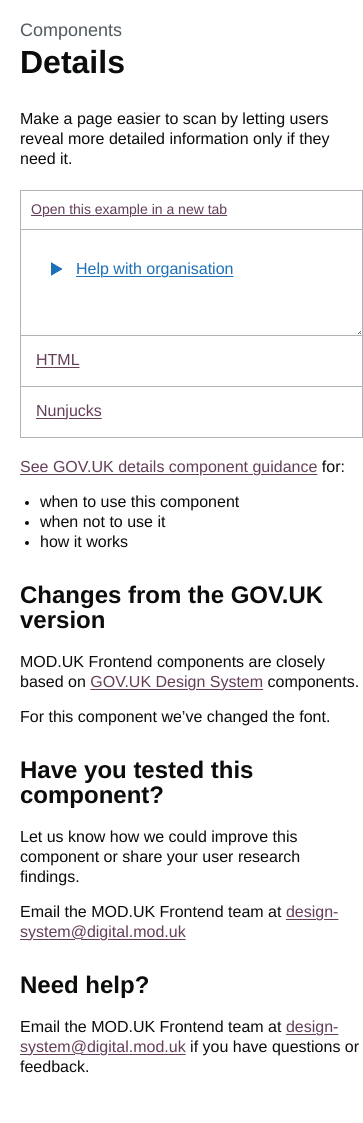 Components
Details
Make a page easier to scan by letting users
reveal more detailed information only if they
need it.
Open this example in a new tab
Help with organisation
HTML
Nunjucks
See GOV.UK details component guidance for:
• when to use this component
• when not to use it
• how it works
Changes from the GOV.UK
version
MOD.UK Frontend components are closely
based on GOV.UK Design System components.
For this component we’ve changed the font.
Have you tested this
component?
Let us know how we could improve this
component or share your user research
findings.
Email the MOD.UK Frontend team at design-
system@digital.mod.uk
Need help?
Email the MOD.UK Frontend team at design-
system@digital.mod.uk if you have questions or
feedback.